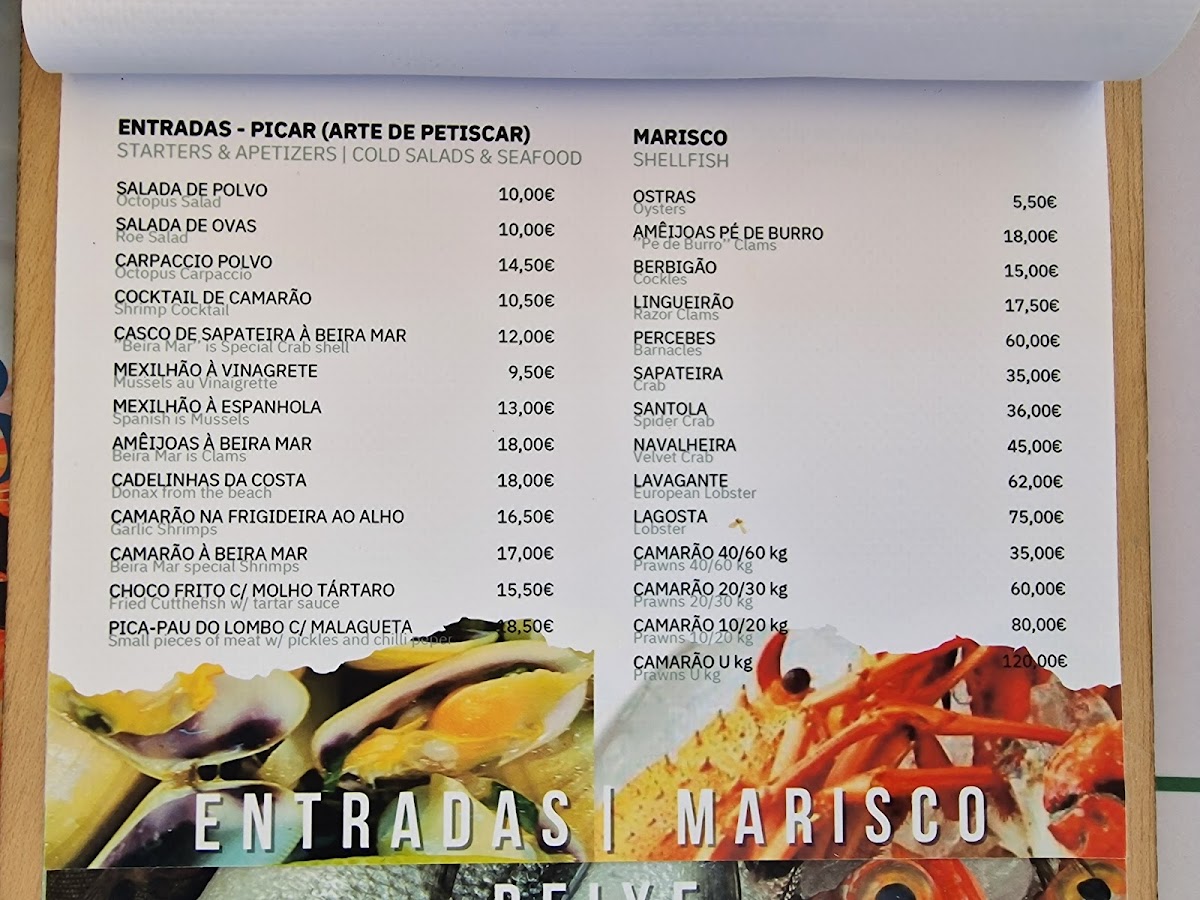 ENTRADAS - PICAR (ARTE DE PETISCAR)
STARTERS & APETIZERS | COLD SALADS & SEAFOOD
SALADA DE POLVO 10,00€
Octopus Salad
SALADA DE OVAS 10,00€
Roe Salad
CARPACCIO POLVO 14,50€
Octopus Carpaccio
COCKTAIL DE CAMARÃO 10,50€
Shrimp Cocktail
CASCO DE SAPATEIRA À BEIRA MAR 12,00€
"Beira Mar" is Special Crab shell
MEXILHÃO À VINAGRETE 9,50€
Mussels au Vinaigrette
MEXILHÃO À ESPANHOLA 13,00€
Spanish is Mussels
AMÊIJOAS À BEIRA MAR 18,00€
Beira Mar is Clams
CADELINHAS DA COSTA 18,00€
Donax from the beach
CAMARÃO NA FRIGIDEIRA AO ALHO 16,50€
Garlic Shrimps
CAMARÃO À BEIRA MAR 17,00€
Beira Mar special Shrimps
CHOCO FRITO C/ MOLHO TÁRTARO 15,50€
Fried Cutthefish w/ tartar sauce
PICA-PAU DO LOMBO C/ MALAGUETA 18,50€
Small pieces of meat w/ pickles and chilli peper
MARISCO
SHELLFISH
OSTRAS 5,50€
Oysters
AMÊIJOAS PÉ DE BURRO 18,00€
"Pé de Burro" Clams
BERBIGÃO 15,00€
Cockles
LINGUEIRÃO 17,50€
Razor Clams
PERCEBES 60,00€
Barnacles
SAPATEIRA 35,00€
Crab
SANTOLA 36,00€
Spider Crab
NAVALHEIRA 45,00€
Velvet Crab
LAVAGANTE 62,00€
European Lobster
LAGOSTA 75,00€
Lobster
CAMARÃO 40/60 kg 35,00€
Prawns 40/60 kg
CAMARÃO 20/30 kg 60,00€
Prawns 20/30 kg
CAMARÃO 10/20 kg 80,00€
Prawns 10/20 kg
CAMARÃO U kg 120,00€
Prawns U kg
ENTRADAS | MARISCO
PEIXE